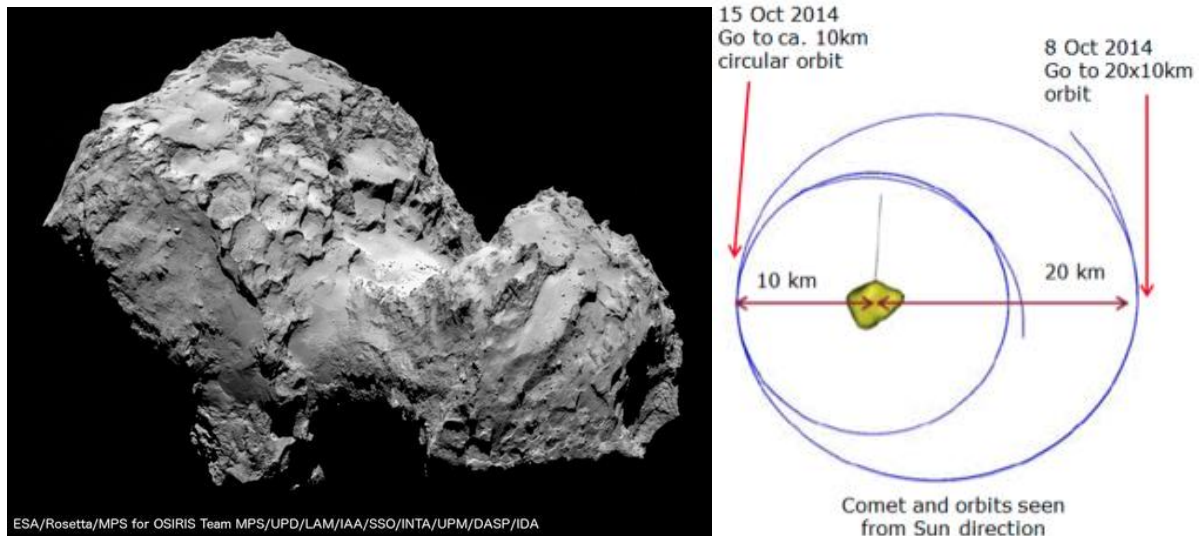 ESA/Rosetta/MPS for OSIRIS Team MPS/UPD/LAM/IAA/SSO/INTA/UPM/DASP/IDA
15 Oct 2014
Go to ca. 10km
circular orbit
8 Oct 2014
Go to 20x10km
orbit
10 km
20 km
Comet and orbits seen
from Sun direction